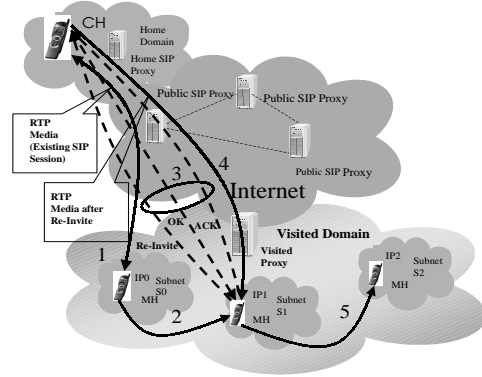 CH
Home
Domain
Home SIP
Proxy
Public SIP Proxy
Public SIP Proxy
Public SIP Proxy
RTP
Media
(Existing SIP
Session)
RTP
Media after
Re-Invite
3
4
Internet
OK
ACK
Re-Invite
Visited Domain
Visited
Proxy
1
IP0
Subnet
S0
MH
2
IP1
Subnet
S1
MH
5
IP2
Subnet
S2
MH